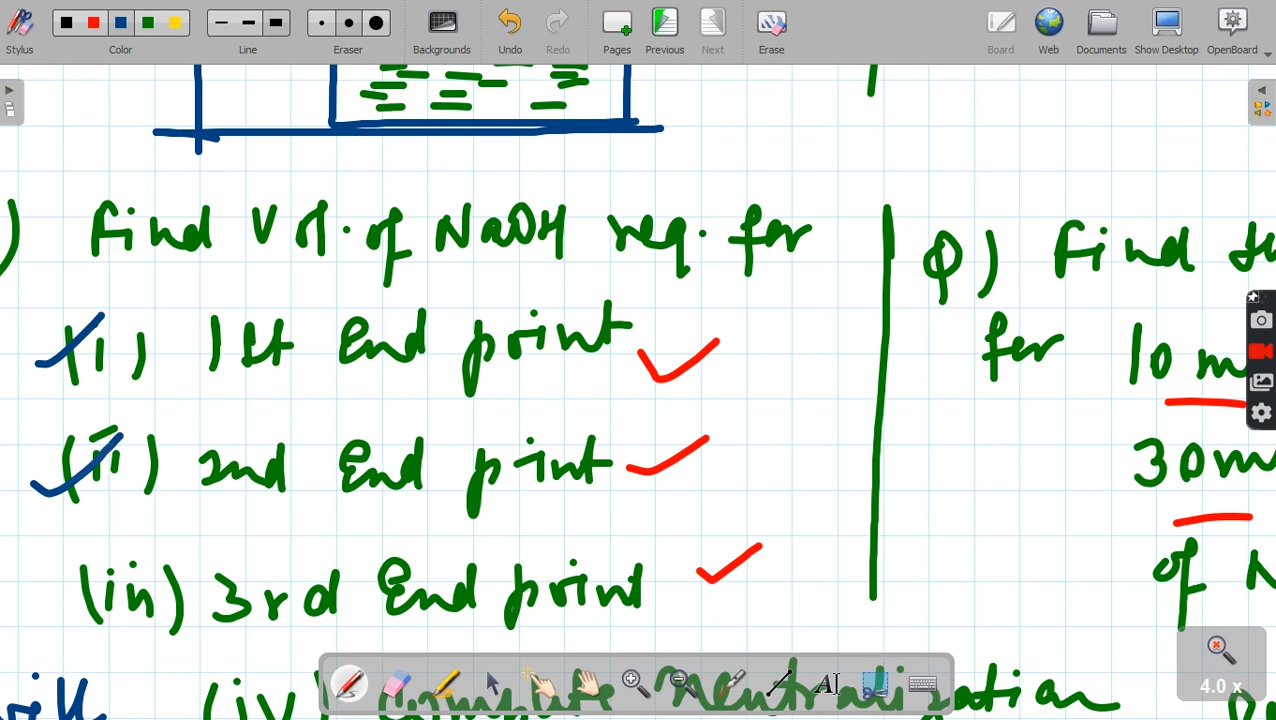 Stylus
Color
Line
Eraser
Backgrounds
Undo
Redo
Pages
Previous
Next
Erase
Board
Web
Documents
Show Desktop
OpenBoard
) Find Vol. of NaOH req. for
(i) 1st End point
(ii) 2nd End point
(iii) 3rd End point
(iv) Complete Neutralization
Q) Find
for 10 m
30 m
of N
4.0 x